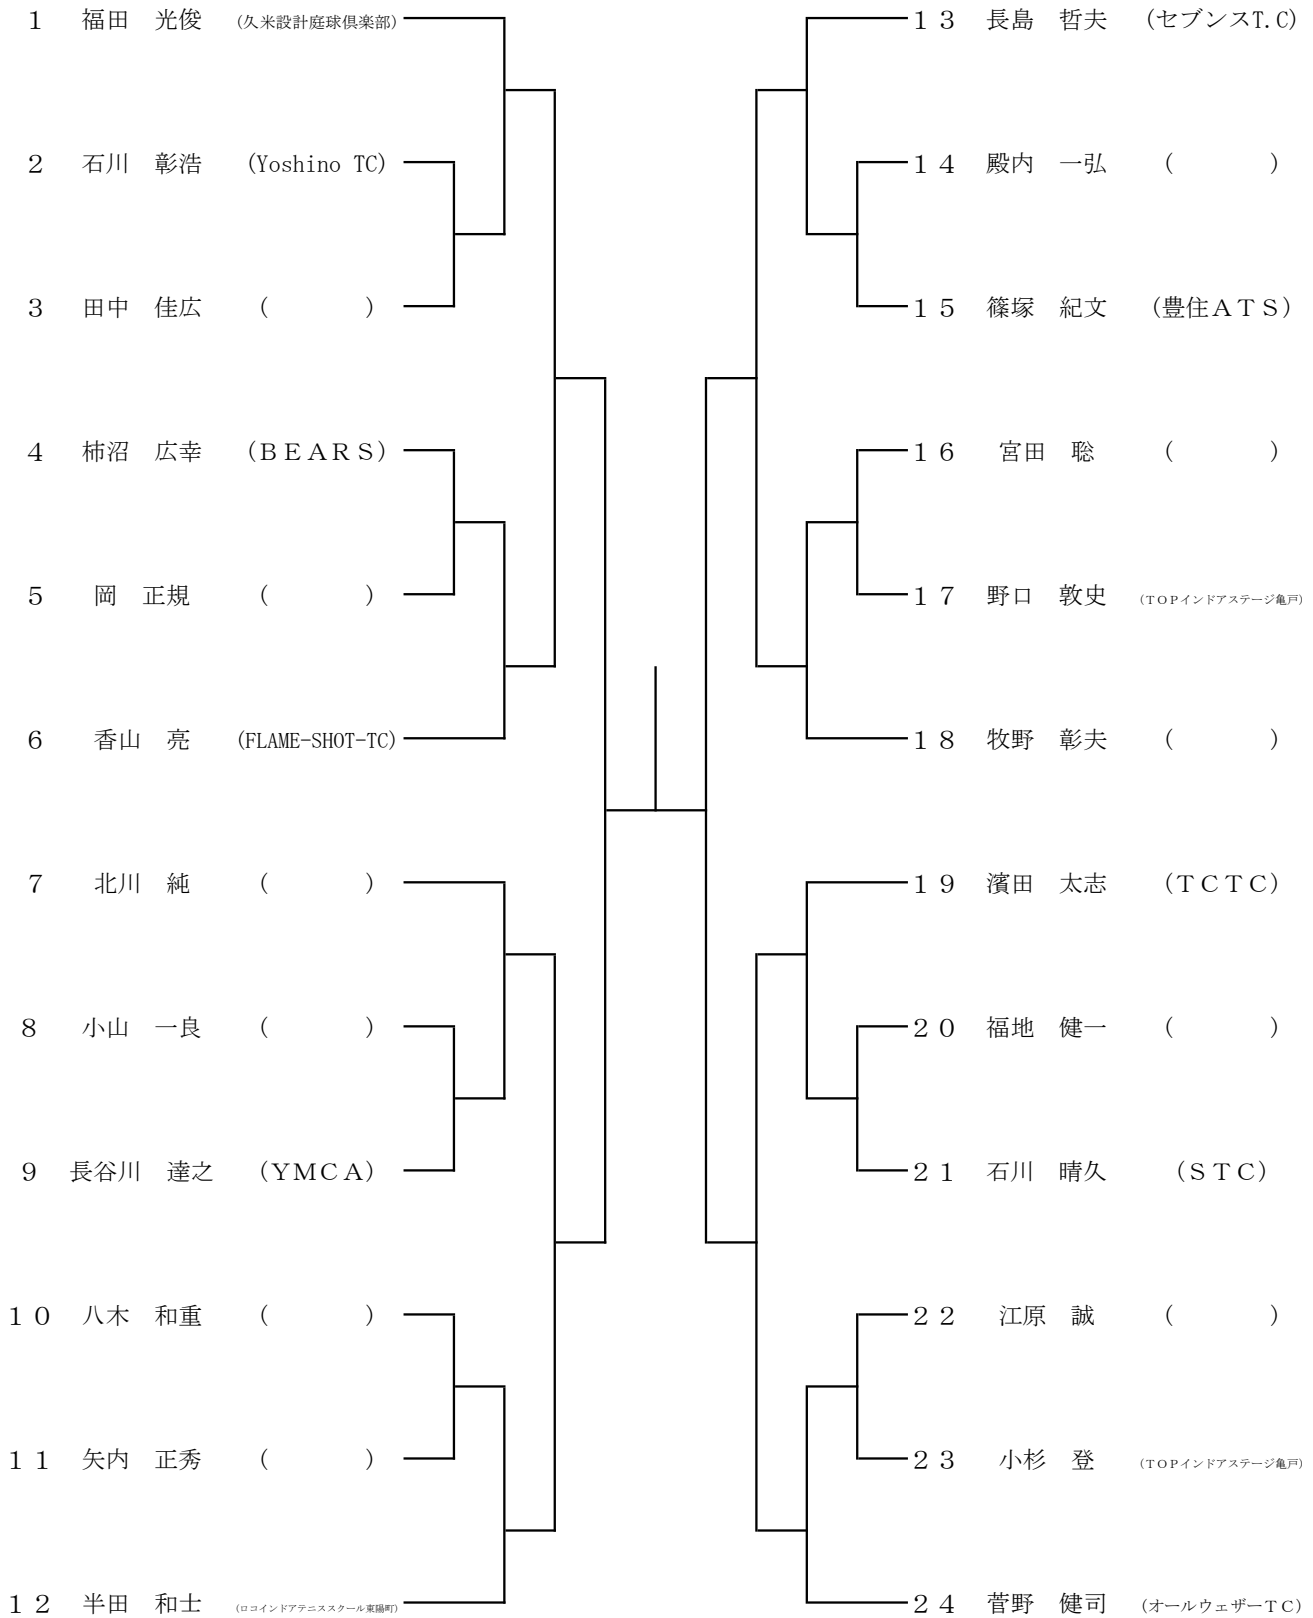 １　福田　光俊　(久米設計庭球倶楽部)
２　石川　彰浩　(Yoshino TC)
３　田中　佳広　(　　　　)
４　柿沼　広幸　(ＢＥＡＲＳ)
５　岡　正規　(　　　　)
６　香山　亮　(FLAME-SHOT-TC)
７　北川　純　(　　　　)
８　小山　一良　(　　　　)
９　長谷川　達之　(ＹＭＣＡ)
１０　八木　和重　(　　　　)
１１　矢内　正秀　(　　　　)
１２　半田　和士　(ロコインドアテニススクール東陽町)
１３　長島　哲夫　(セブンスT.C)
１４　殿内　一弘　(　　　　)
１５　篠塚　紀文　(豊住ＡＴＳ)
１６　宮田　聡　(　　　　)
１７　野口　敦史　(ＴＯＰインドアステージ亀戸)
１８　牧野　彰夫　(　　　　)
１９　濱田　太志　(ＴＣＴＣ)
２０　福地　健一　(　　　　)
２１　石川　晴久　(ＳＴＣ)
２２　江原　誠　(　　　　)
２３　小杉　登　(ＴＯＰインドアステージ亀戸)
２４　菅野　健司　(オールウェザーＴＣ)